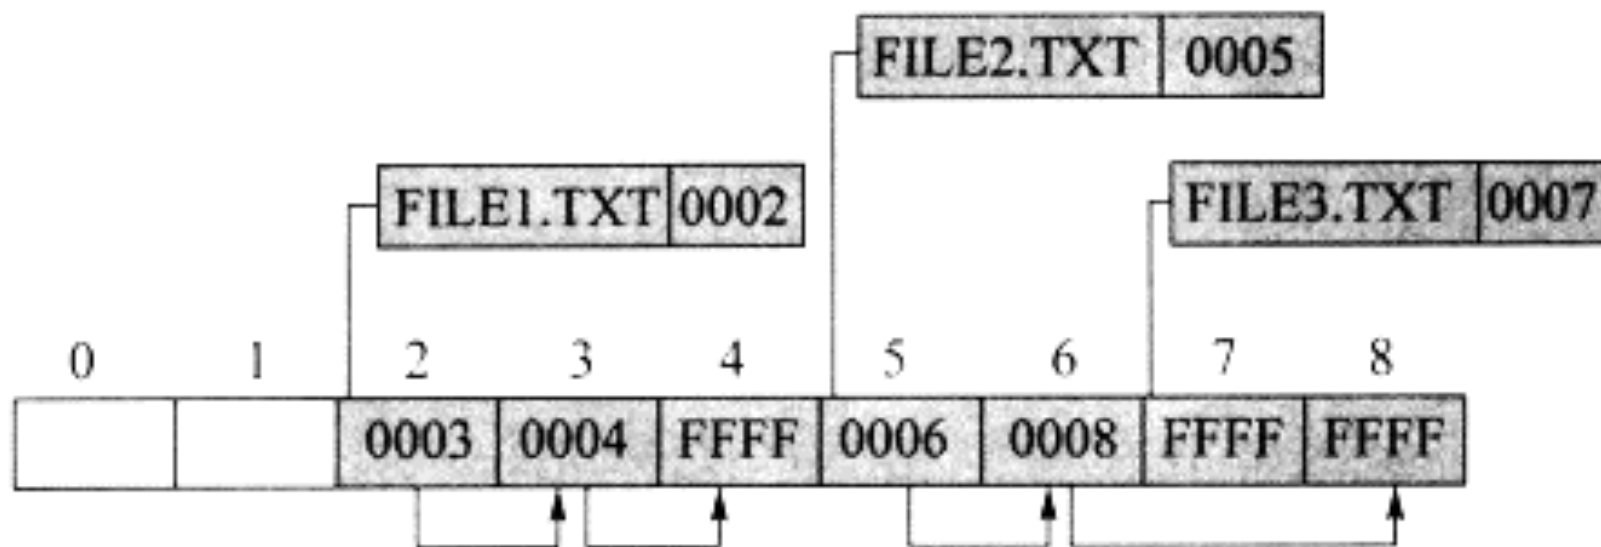 FILE2.TXT 0005
FILE1.TXT 0002
FILE3.TXT 0007
0 1 2 3 4 5 6 7 8
0003 0004 FFFF 0006 0008 FFFF FFFF